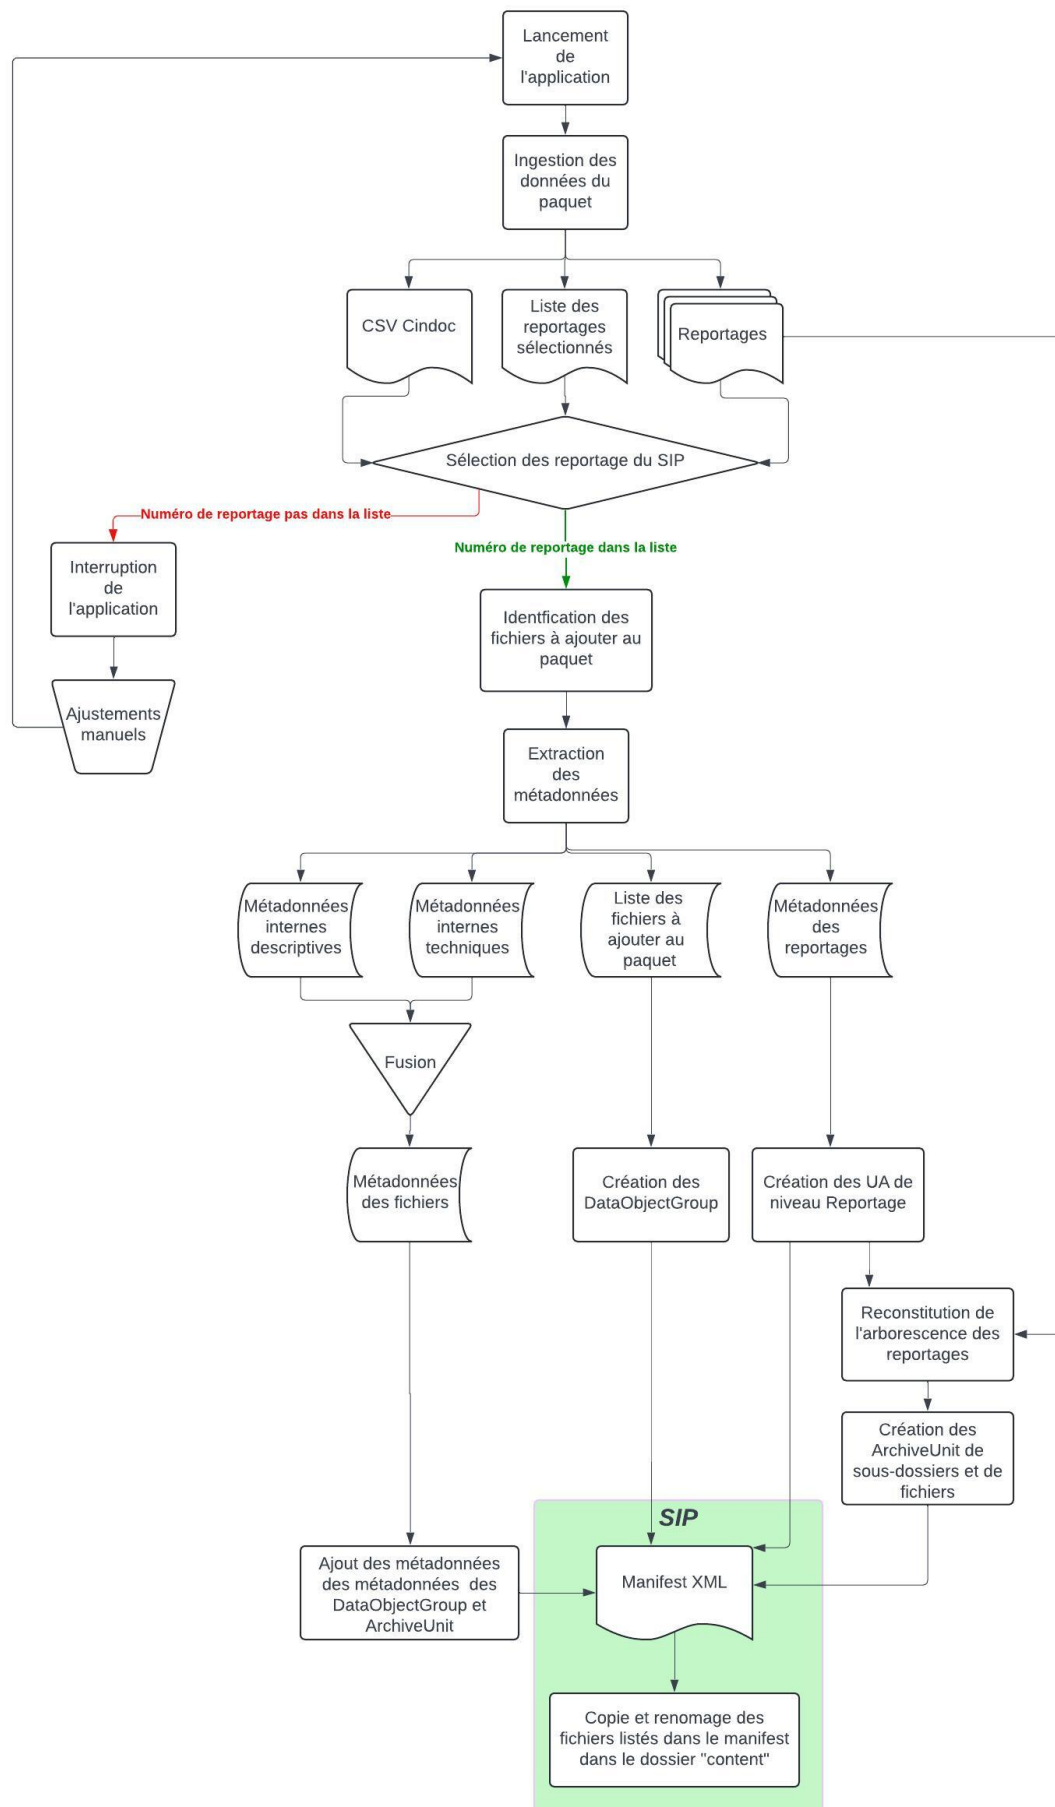 Lancement
de
l'application
Ingestion des
données du
paquet
CSV Cindoc
Liste des
reportages
sélectionnés
Reportages
Sélection des reportage du SIP
Numéro de reportage pas dans la liste
Numéro de reportage dans la liste
Interruption
de
l'application
Identfication des
fichiers à ajouter au
paquet
Ajustements
manuels
Extraction
des
métadonnées
Métadonnées
internes
descriptives
Métadonnées
internes
techniques
Liste des
fichiers à
ajouter au
paquet
Métadonnées
des
reportages
Fusion
Métadonnées
des fichiers
Création des
DataObjectGroup
Création des UA de
niveau Reportage
Reconstitution de
l'arborescence des
reportages
Création des
ArchiveUnit de
sous-dossiers et de
fichiers
SIP
Ajout des métadonnées
des métadonnées des
DataObjectGroup et
ArchiveUnit
Manifest XML
Copie et renomage des
fichiers listés dans le manifest
dans le dossier "content"